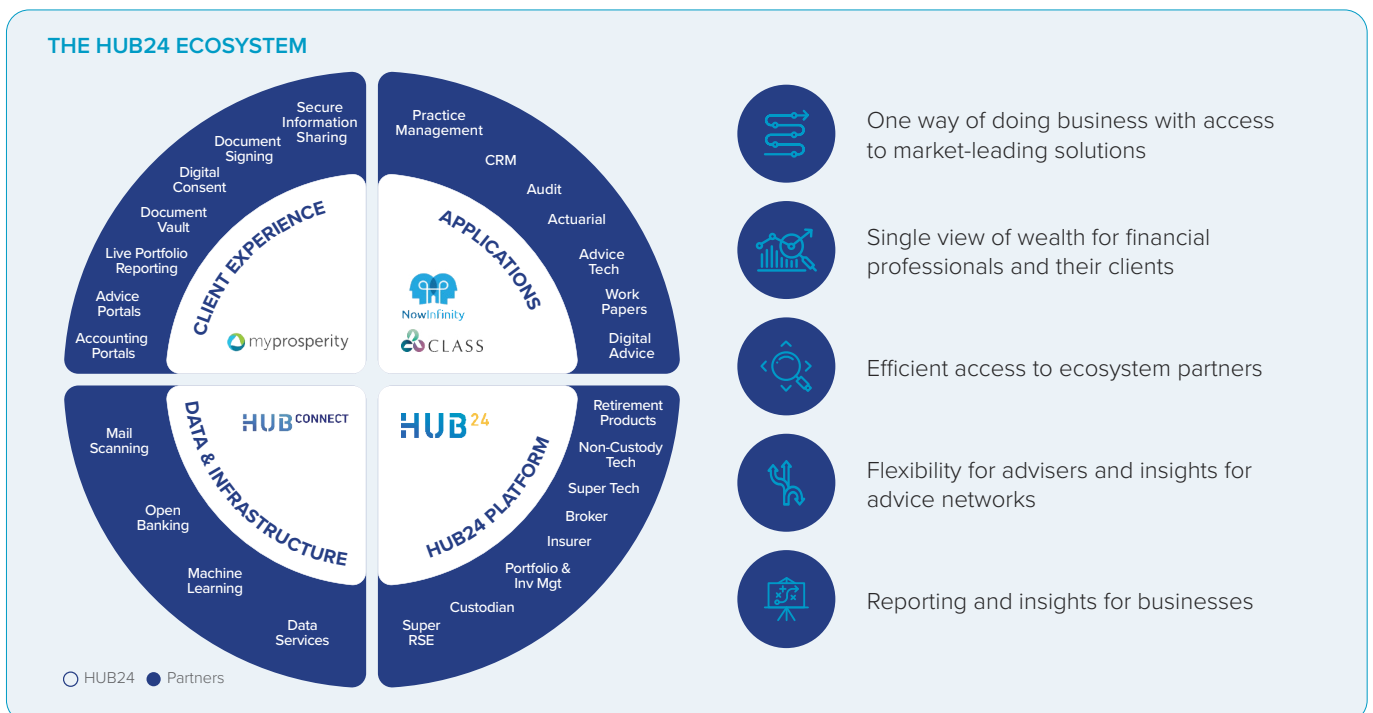 THE HUB24 ECOSYSTEM
Secure
Information
Sharing
Document
Signing
Digital
Consent
Document
Vault
Live Portfolio
Reporting
Advice
Portals
Accounting
Portals
CLIENT EXPERIENCE
myprosperity
Practice
Management
CRM
Audit
Actuarial
Advice
Tech
Work
Papers
Digital
Advice
APPLICATIONS
NowInfinity
CLASS
Mail
Scanning
Open
Banking
Machine
Learning
Data
Services
DATA & INFRASTRUCTURE
HUB CONNECT
HUB24
HUB24 PLATFORM
Retirement
Products
Non-Custody
Tech
Super Tech
Broker
Insurer
Portfolio &
Inv Mgt
Custodian
Super
RSE
HUB24
Partners
One way of doing business with access
to market-leading solutions
Single view of wealth for financial
professionals and their clients
Efficient access to ecosystem partners
Flexibility for advisers and insights for
advice networks
Reporting and insights for businesses